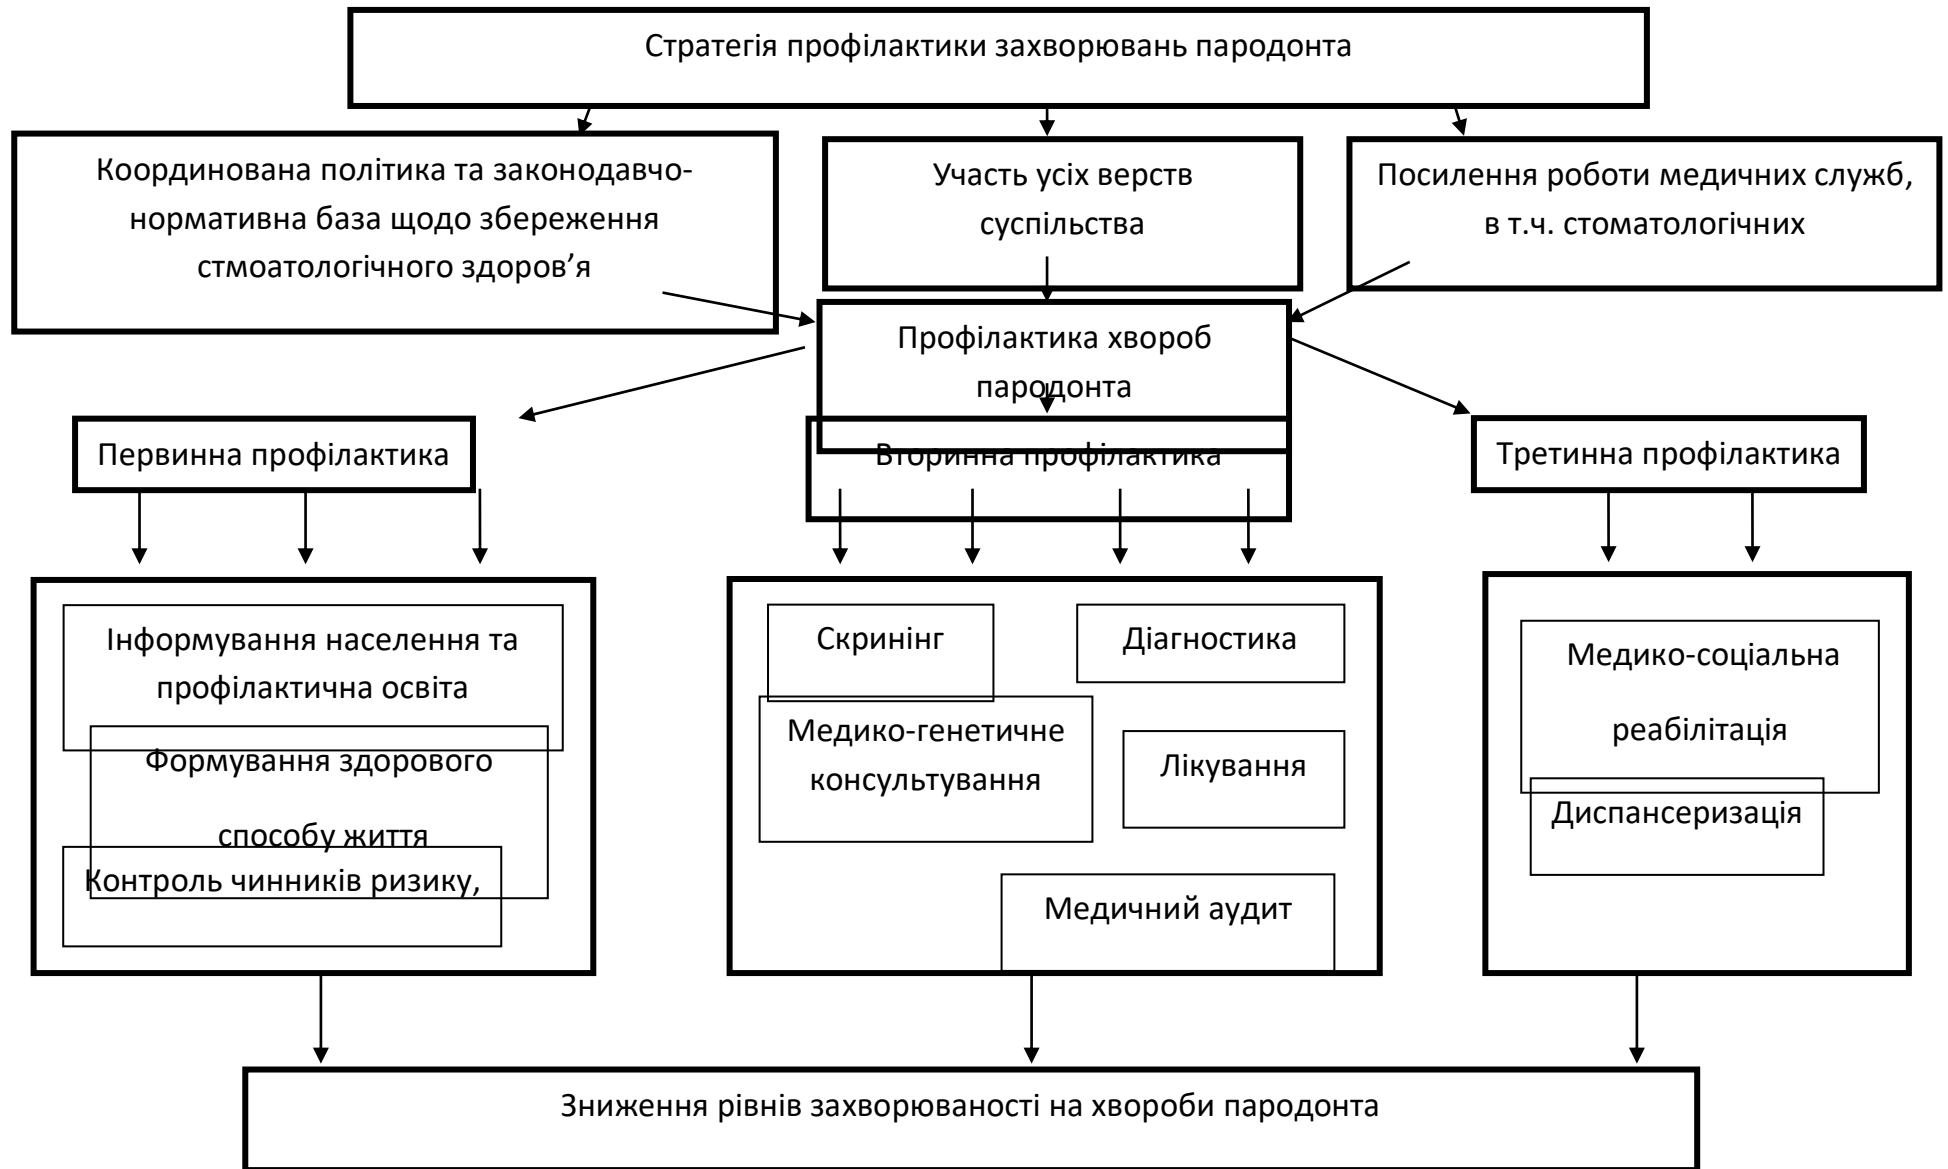 Стратегія профілактики захворювань пародонта
Координована політика та законодавчо-
нормативна база щодо збереження
стмоатологічного здоров’я
Участь усіх верств
суспільства
Посилення роботи медичних служб,
в т.ч. стоматологічних
Профілактика хвороб
пародонта
Первинна профілактика
Вторинна профілактика
Третинна профілактика
Інформування населення та
профілактична освіта
Формування здорового
способу життя
Контроль чинників ризику,
Скринінг
Діагностика
Медико-генетичне
консультування
Лікування
Медичний аудит
Медико-соціальна
реабілітація
Диспансеризація
Зниження рівнів захворюваності на хвороби пародонта